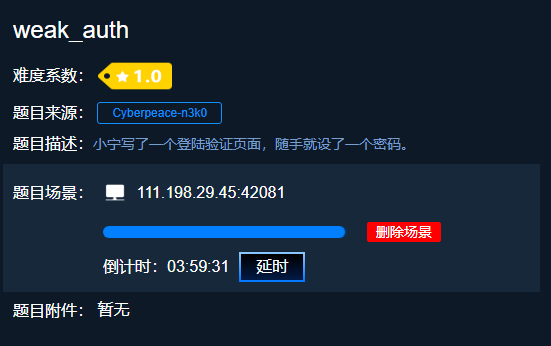 weak_auth
难度系数： 1.0
题目来源： Cyberpeace-n3k0
题目描述：小宁写了一个登陆验证页面，随手就设了一个密码。
题目场景： 111.198.29.45:42081
删除场景
倒计时：03:59:31 延时
题目附件： 暂无